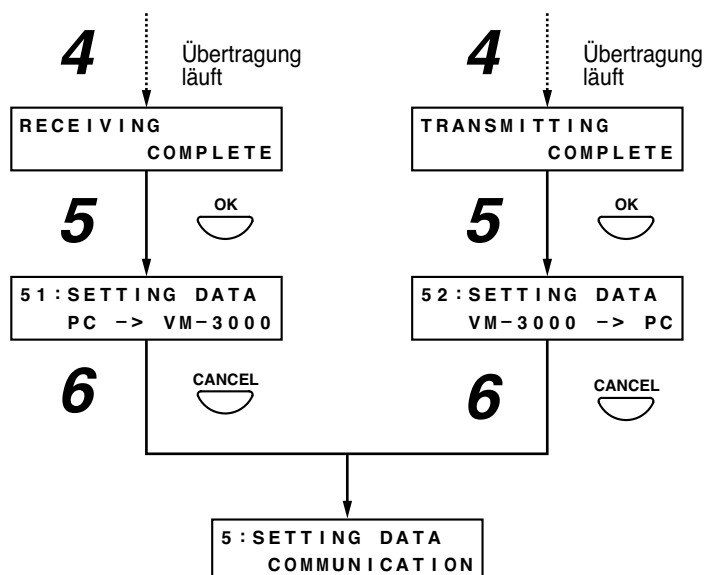 4
Übertragung
läuft
4
Übertragung
läuft
RECEIVING
COMPLETE
TRANSMITTING
COMPLETE
5
OK
5
OK
51:SETTING DATA
PC -> VM-3000
52:SETTING DATA
VM-3000 -> PC
6
CANCEL
6
CANCEL
5:SETTING DATA
COMMUNICATION